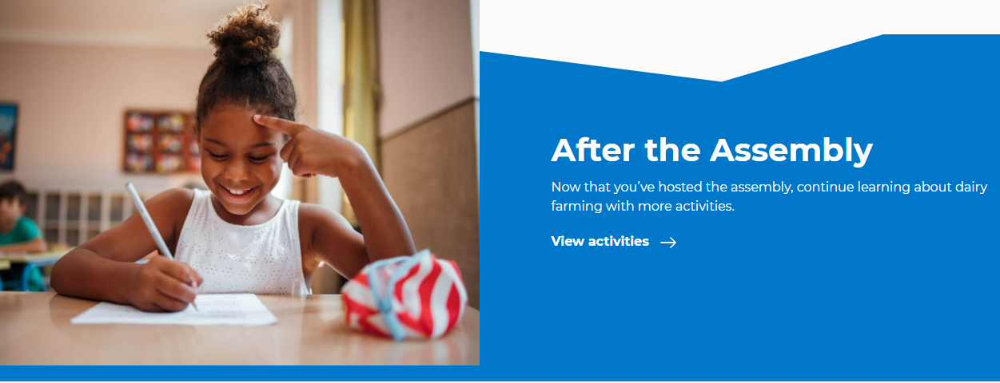 After the Assembly
Now that you’ve hosted the assembly, continue learning about dairy
farming with more activities.
View activities